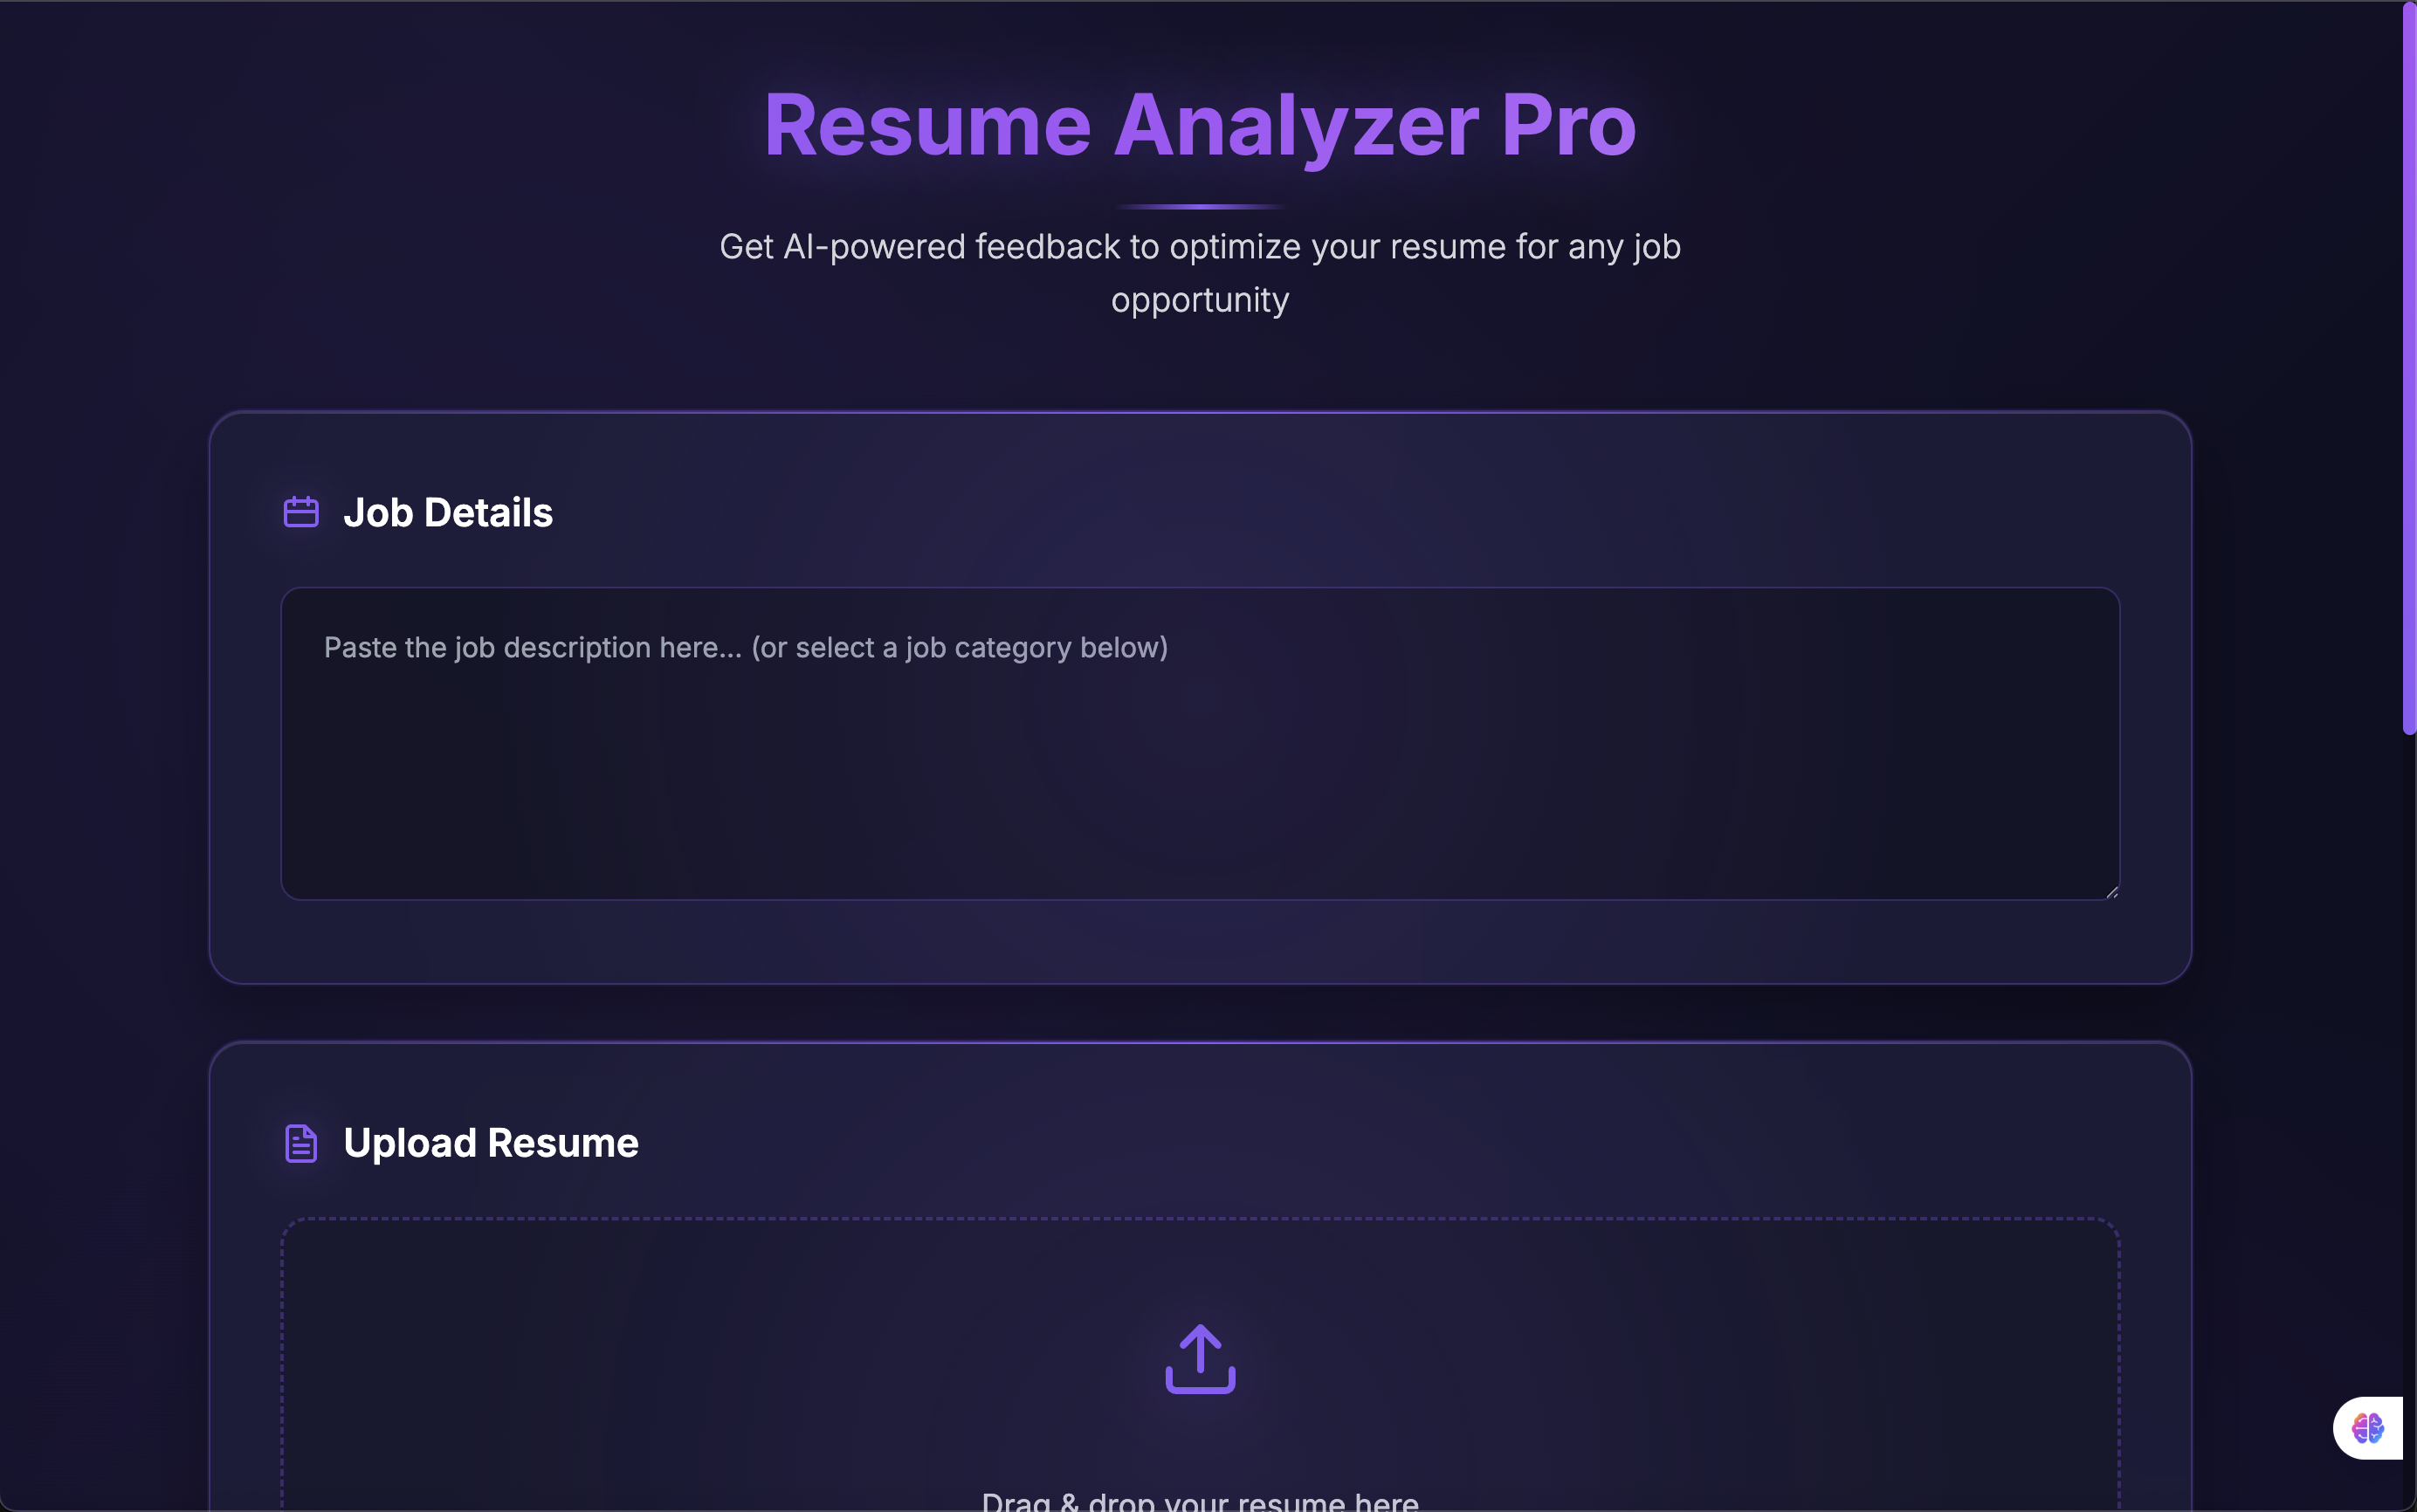 Resume Analyzer Pro
Get AI-powered feedback to optimize your resume for any job
opportunity
Job Details
Paste the job description here... (or select a job category below)
Upload Resume
Drag & drop your resume here